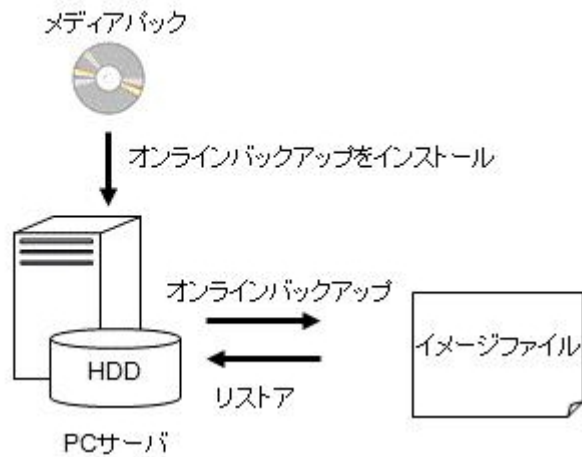 メディアパック
オンラインバックアップをインストール
オンラインバックアップ
イメージファイル
HDD
リストア
PCサーバ